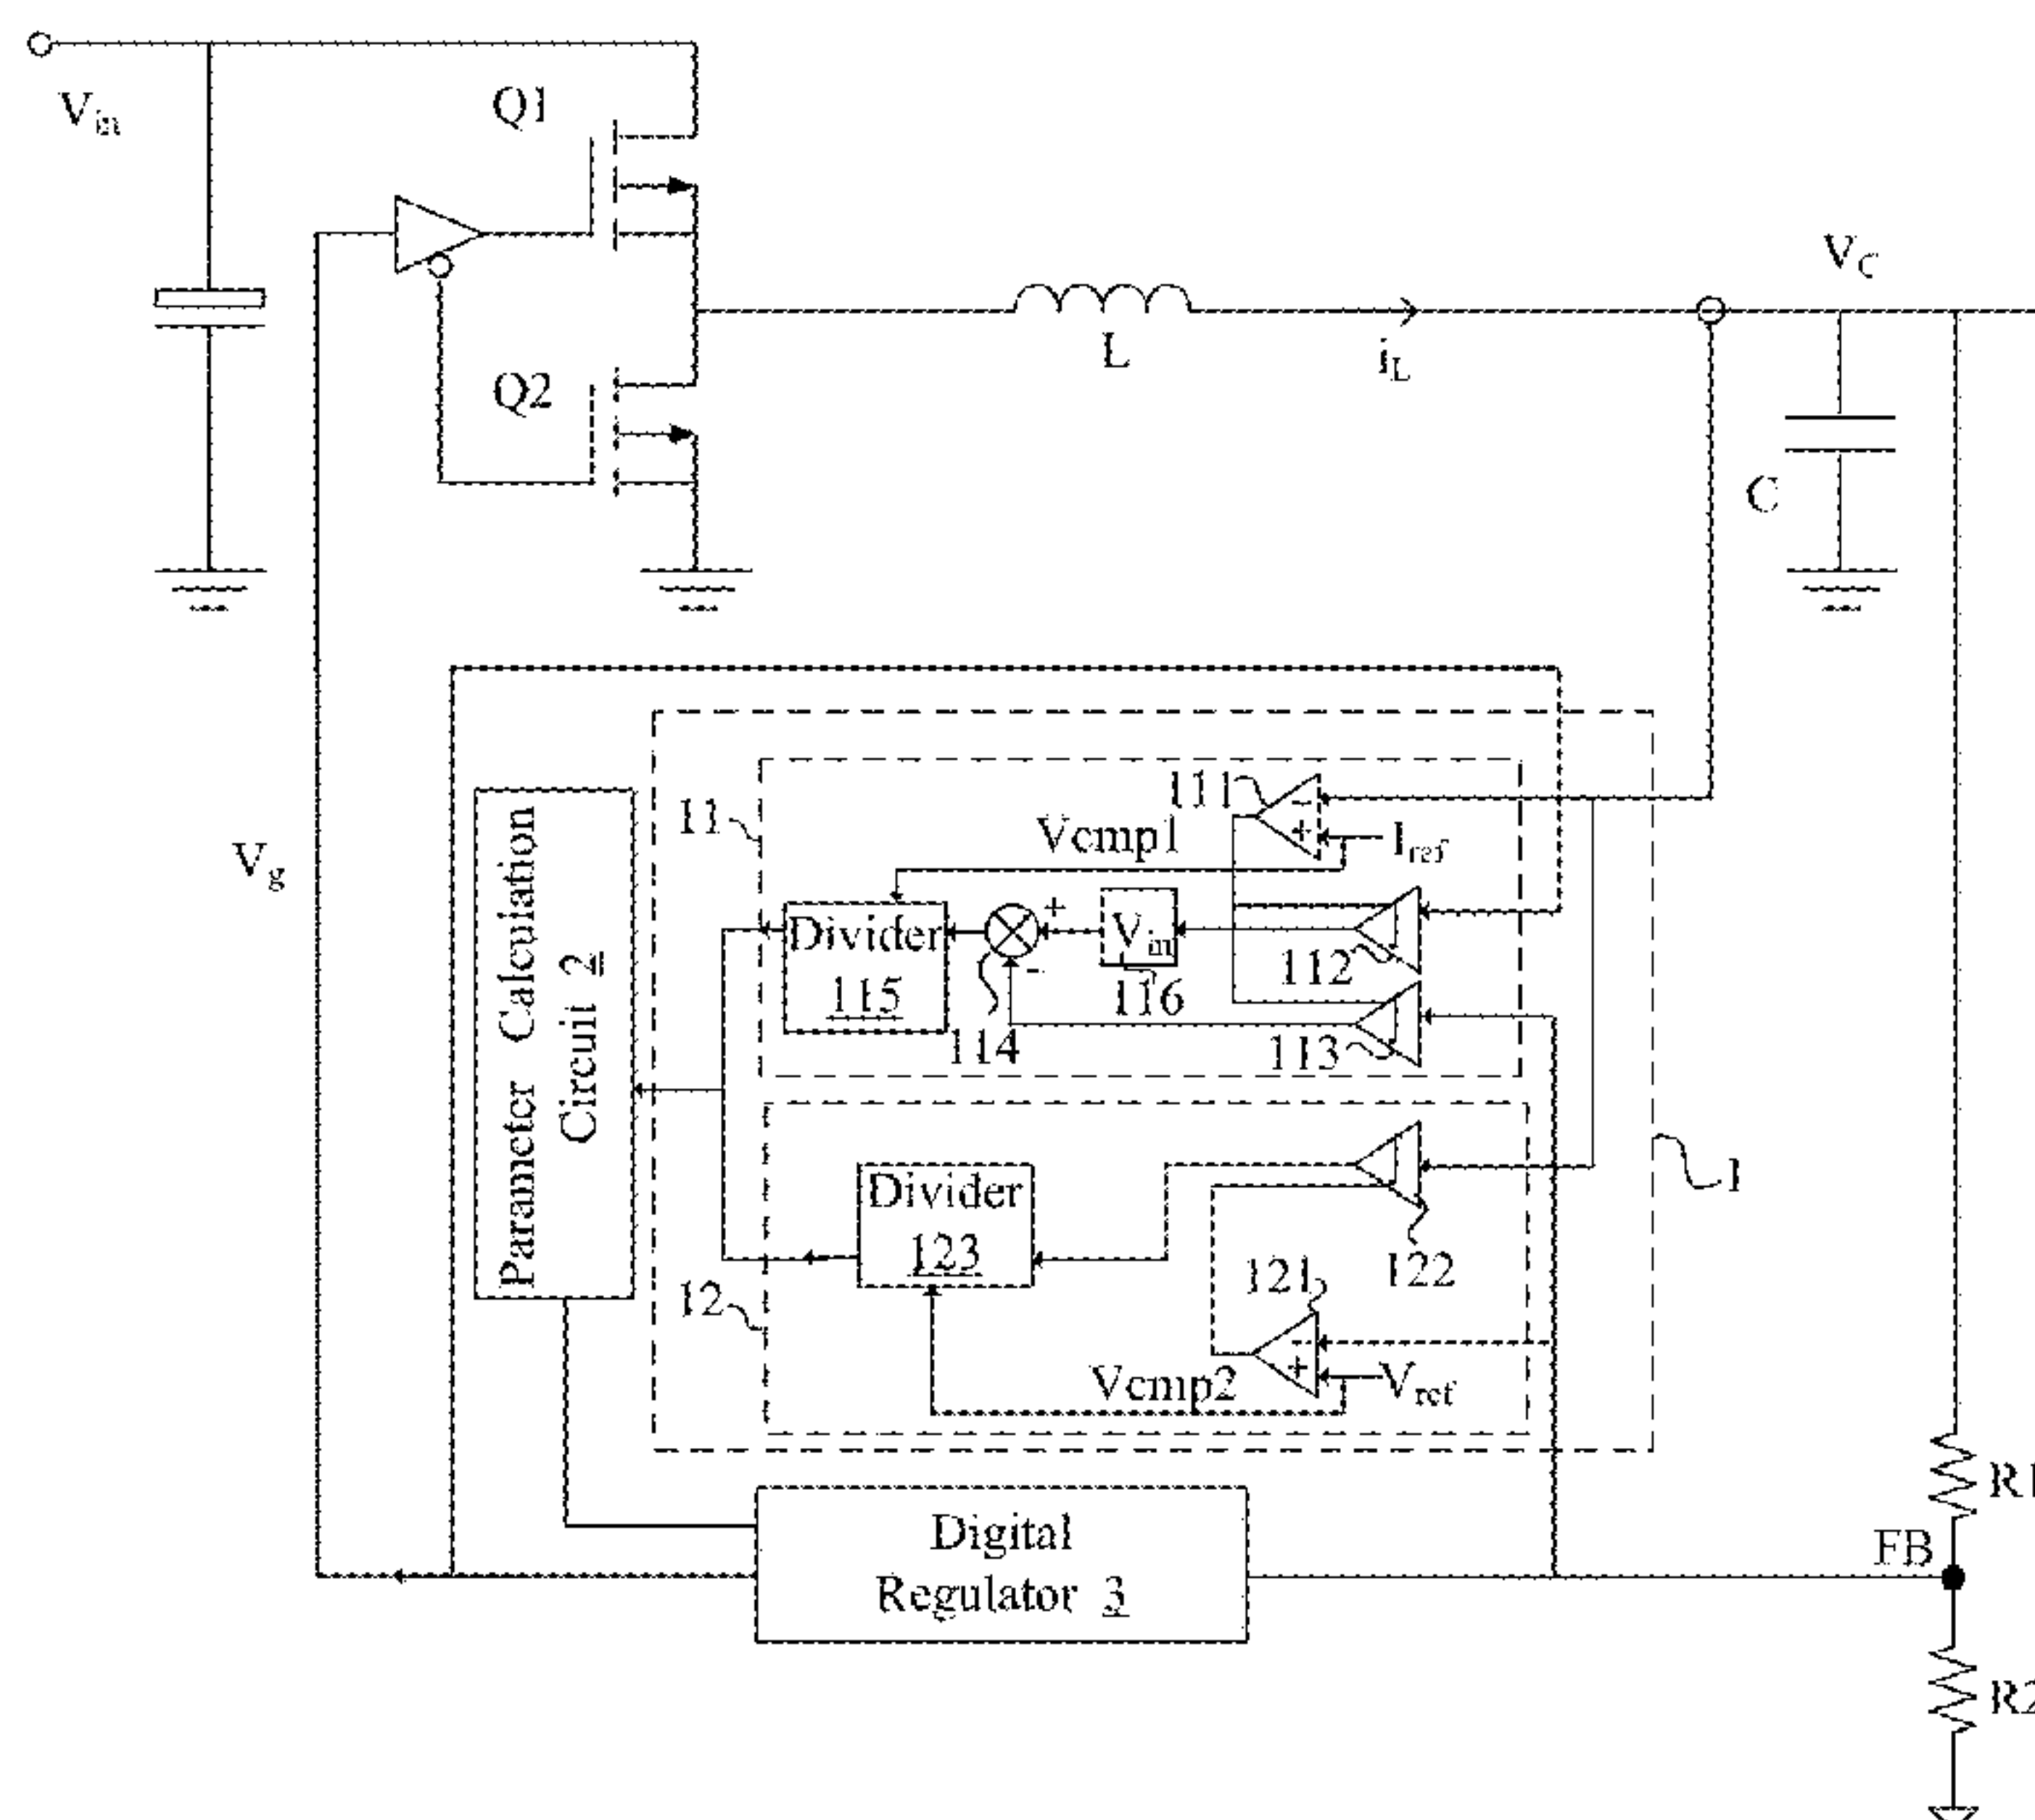 Vin
Q1
Q2
L
iL
VC
C
Vg
11
111
Vcmp1
Iref
+
-
Divider
115
+
-
Vin
112
116
114
113
Parameter Calculation
Circuit 2
Divider
123
122
121
12
1
-
+
Vcmp2
Vref
R1
Digital
Regulator 3
FB
R2